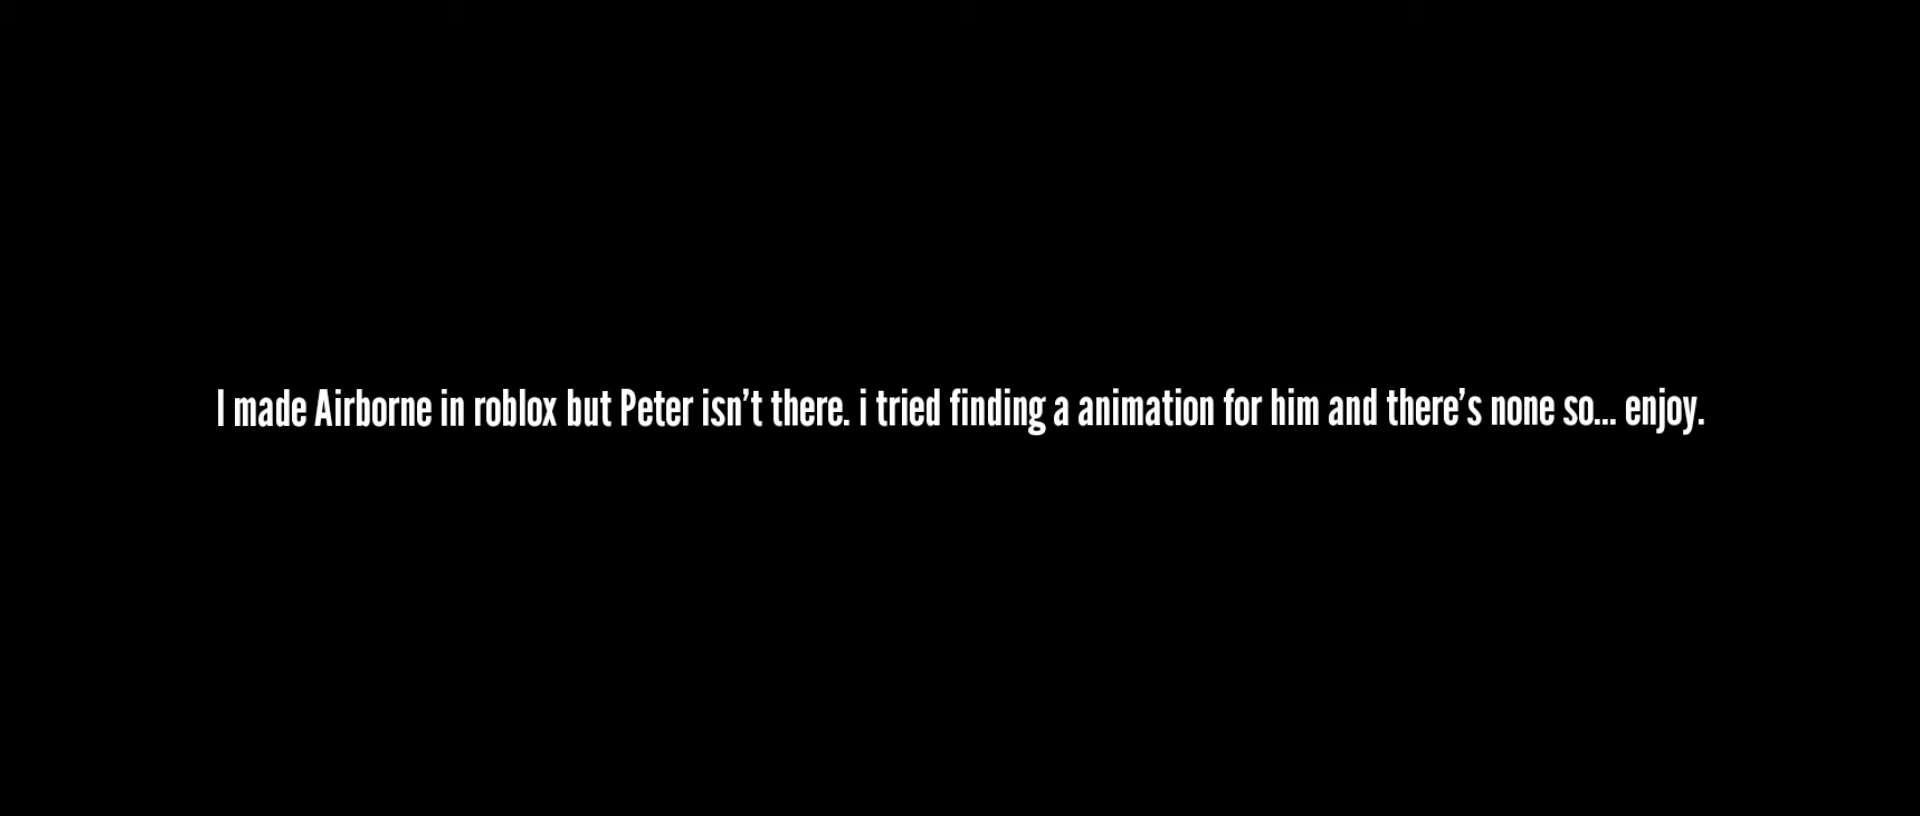 I made Airborne in roblox but Peter isn’t there. i tried finding a animation for him and there’s none so... enjoy.